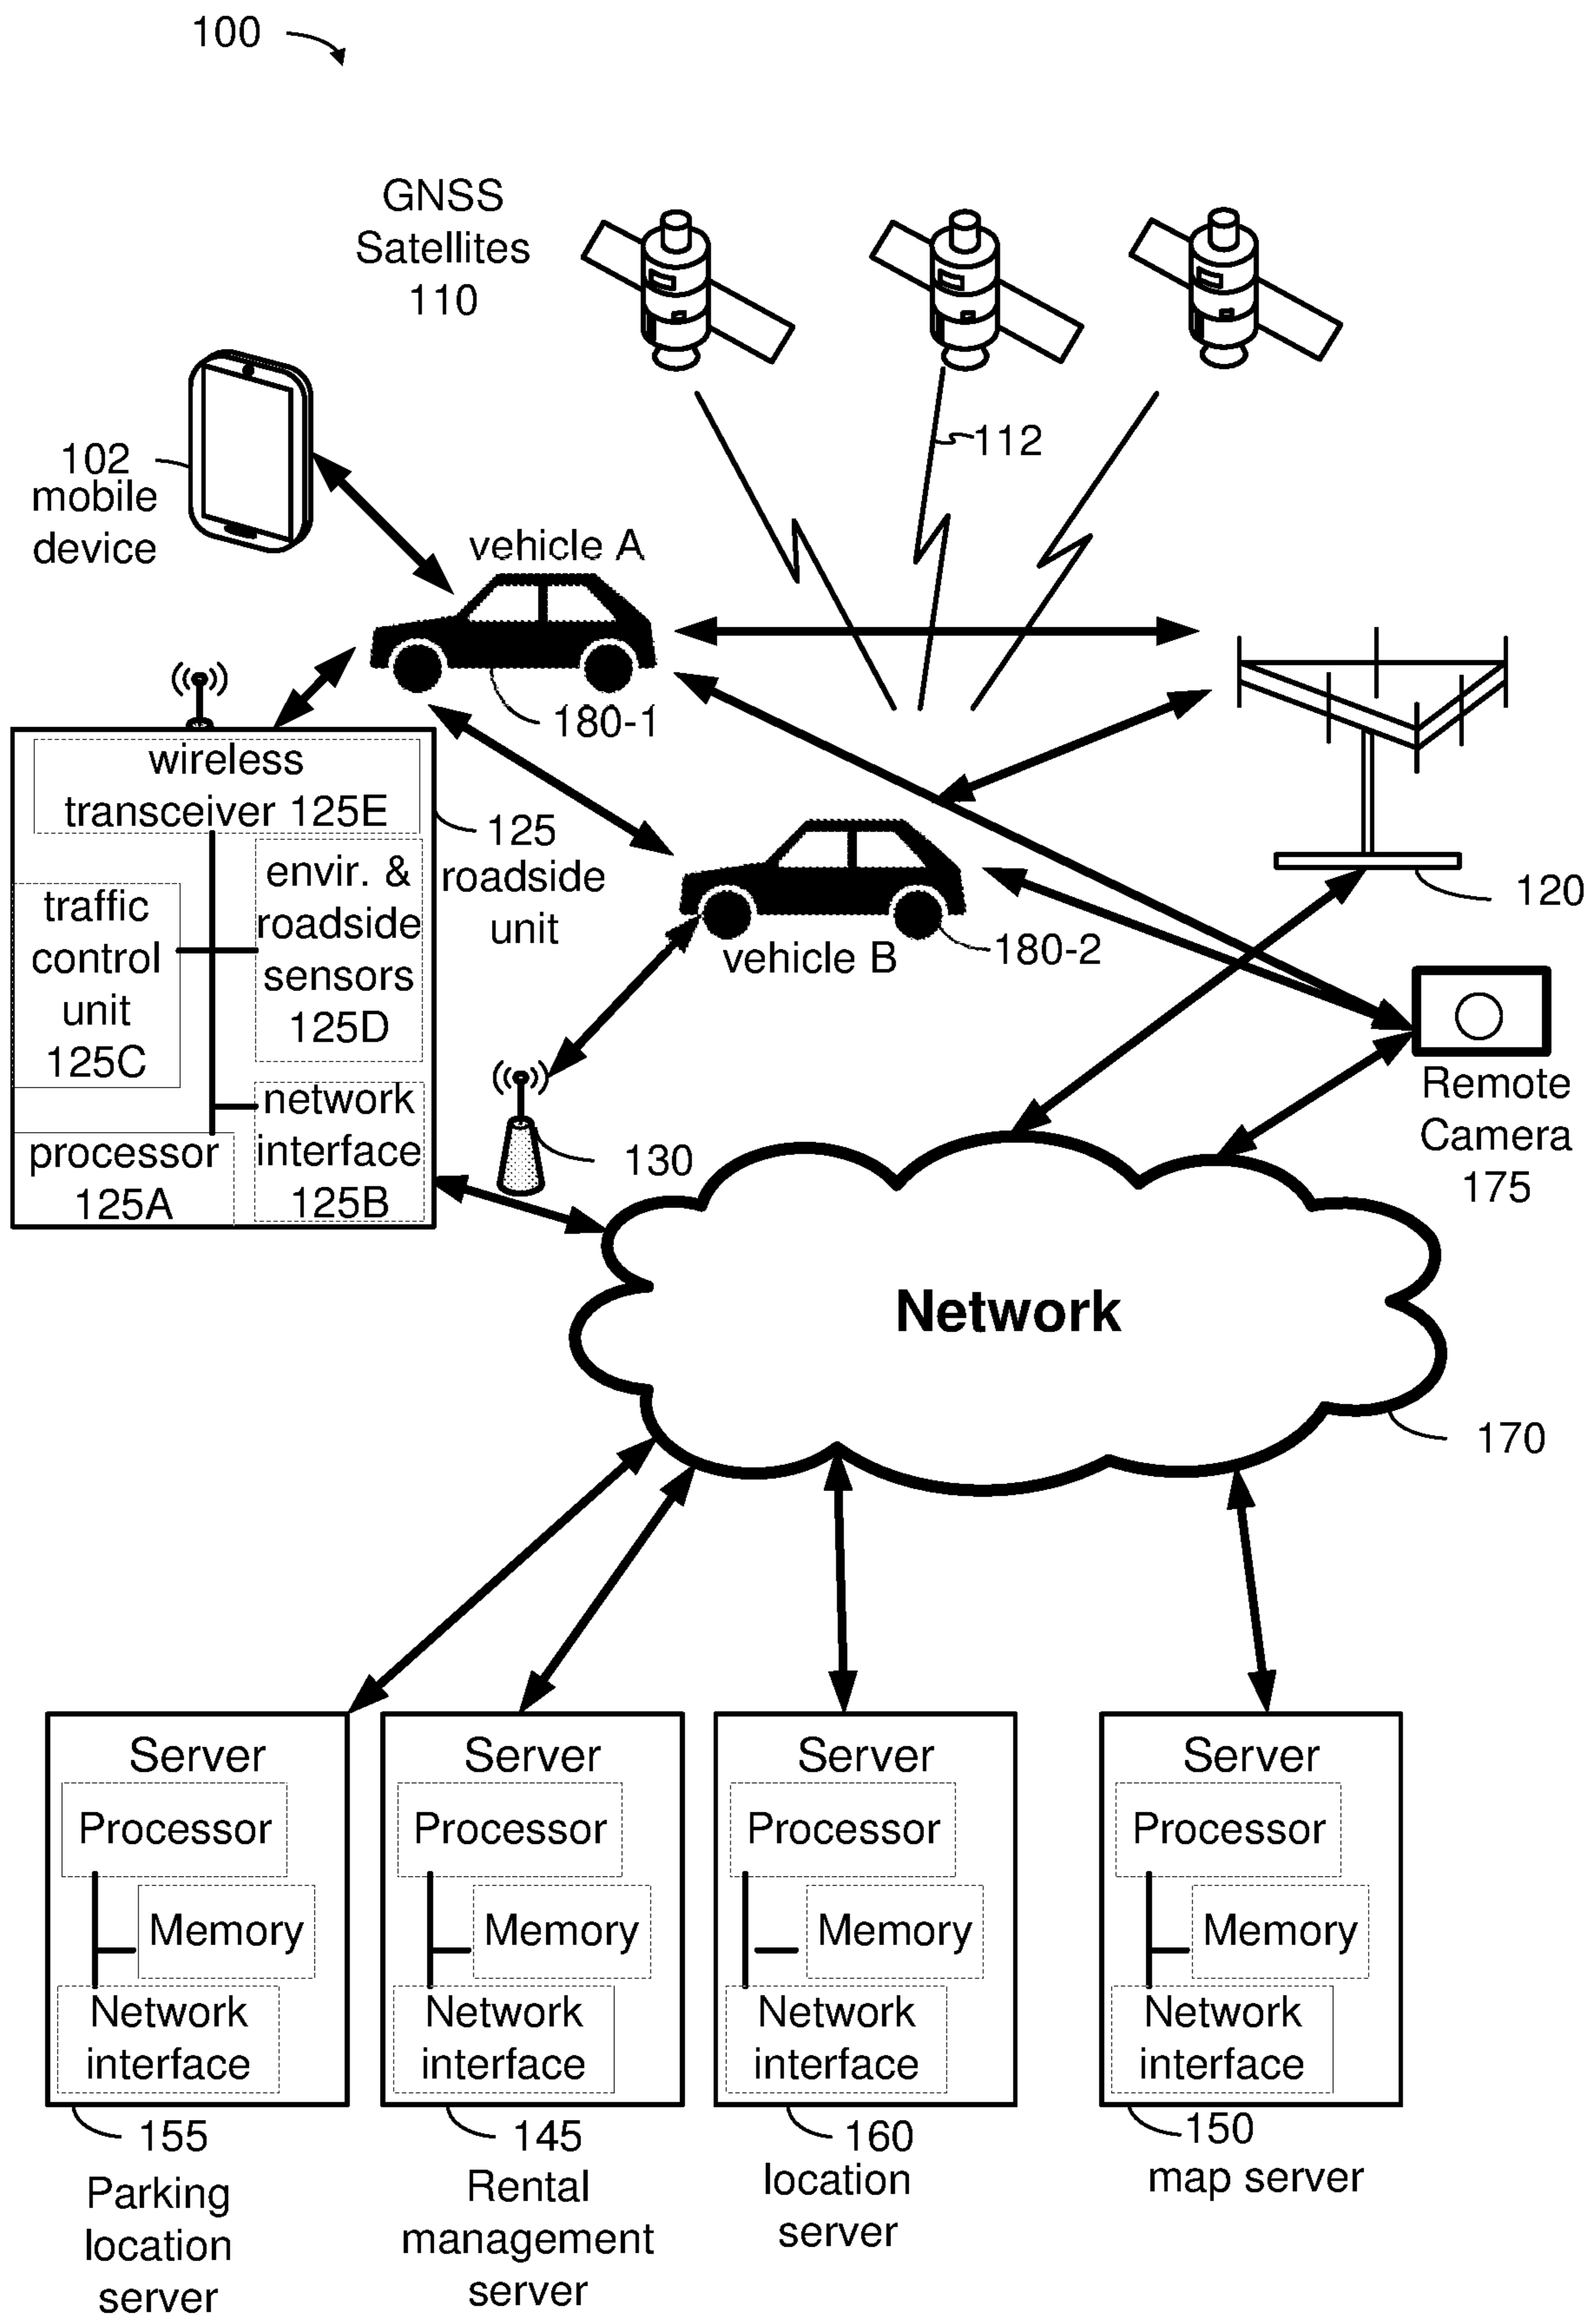 100
GNSS
Satellites
110
112
102
mobile
device
vehicle A
180-1
wireless
transceiver 125E
125
roadside
unit
envir. &
roadside
sensors
125D
traffic
control
unit
125C
network
interface
125B
processor
125A
vehicle B
180-2
120
130
Remote
Camera
175
Network
170
Server
Processor
Memory
Network
interface
155
Parking
location
server
Server
Processor
Memory
Network
interface
145
Rental
management
server
Server
Processor
Memory
Network
interface
160
location
server
Server
Processor
Memory
Network
interface
150
map server